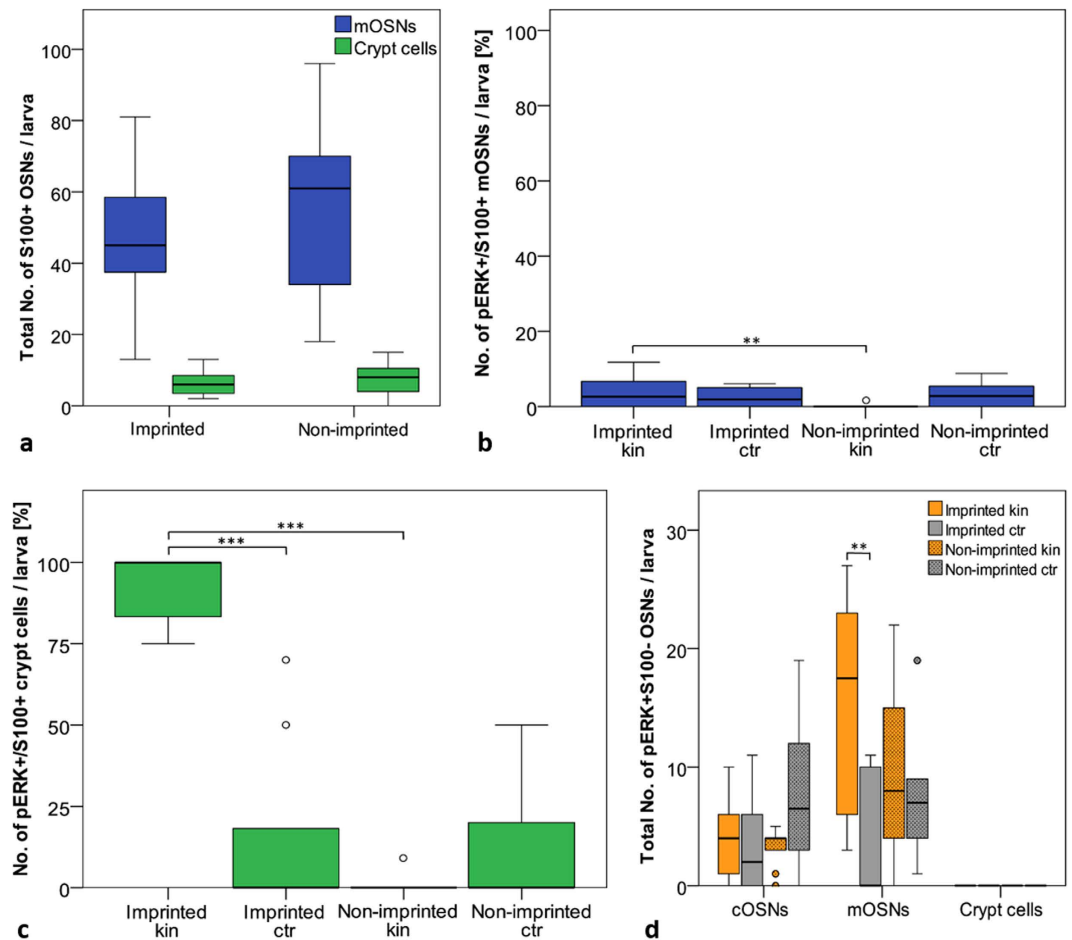 Total No. of S100+ OSNs / larva
100
80
60
40
20
0
mOSNs
Crypt cells
Imprinted
Non-imprinted
a
No. of pERK+/S100+ mOSNs / larva [%]
100
80
60
40
20
0
**
Imprinted kin
Imprinted ctr
Non-imprinted kin
Non-imprinted ctr
b
No. of pERK+/S100+ crypt cells / larva [%]
100
75
50
25
0
***
***
Imprinted kin
Imprinted ctr
Non-imprinted kin
Non-imprinted ctr
c
Total No. of pERK+S100- OSNs / larva
30
20
10
0
**
Imprinted kin
Imprinted ctr
Non-imprinted kin
Non-imprinted ctr
cOSNs
mOSNs
Crypt cells
d